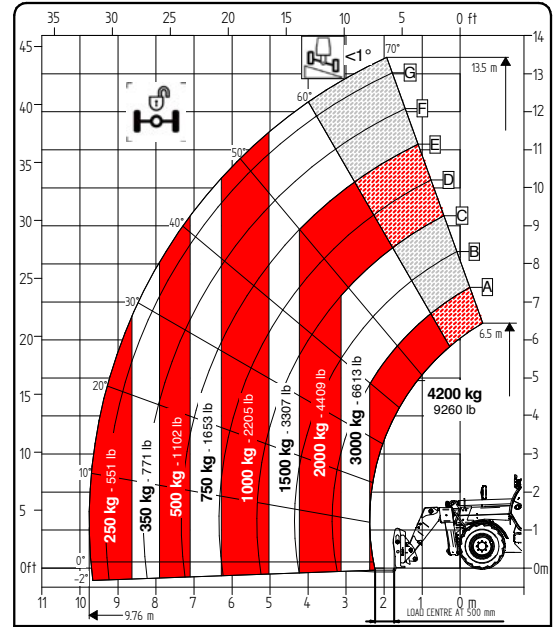 35 30 25 20 15 10 5 0 ft
<1°
70°
60°
50°
40°
30°
20°
10°
0°
-2°
G
F
E
D
C
B
A
13.5 m
6.5 m
45
40
35
30
25
20
15
10
5
0ft
14
13
12
11
10
9
8
7
6
5
4
3
2
1
0m
250 kg - 551 lb
350 kg - 771 lb
500 kg - 1102 lb
750 kg - 1653 lb
1000 kg - 2205 lb
1500 kg - 3307 lb
2000 kg - 4409 lb
3000 kg - 6613 lb
4200 kg
9260 lb
11 10 9 8 7 6 5 4 3 2 1 0 m
9.76 m
LOAD CENTRE AT 500 mm